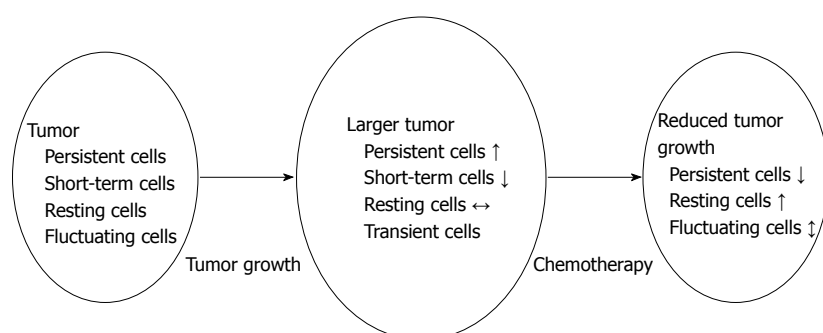 Tumor
Persistent cells
Short-term cells
Resting cells
Fluctuating cells
Tumor growth
Larger tumor
Persistent cells ↑
Short-term cells ↓
Resting cells ↔
Transient cells
Chemotherapy
Reduced tumor
growth
Persistent cells ↓
Resting cells ↑
Fluctuating cells ↕